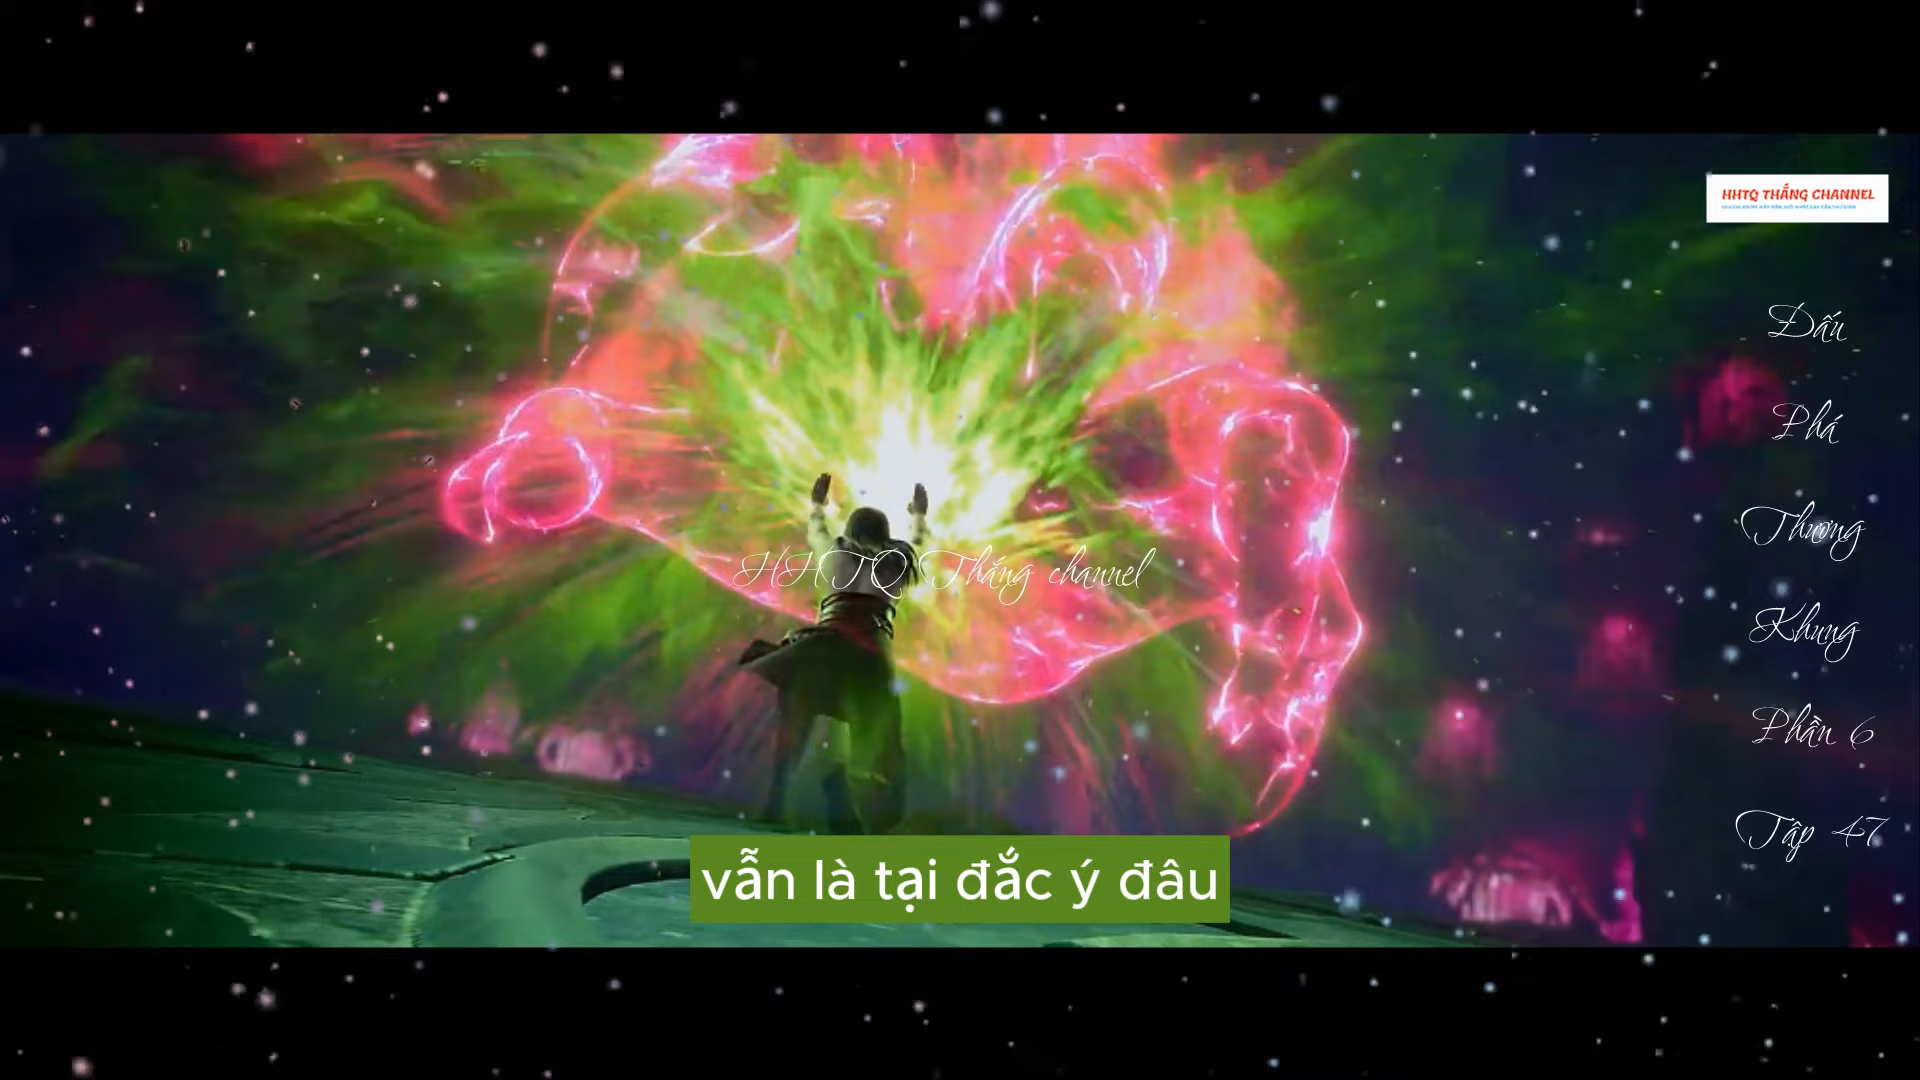 HHTQ THẮNG CHANNEL
Đấu
Phá
Thương
Khung
Phần 6
Tập 47
HHTQ Thắng channel
vẫn là tại đắc ý đâu